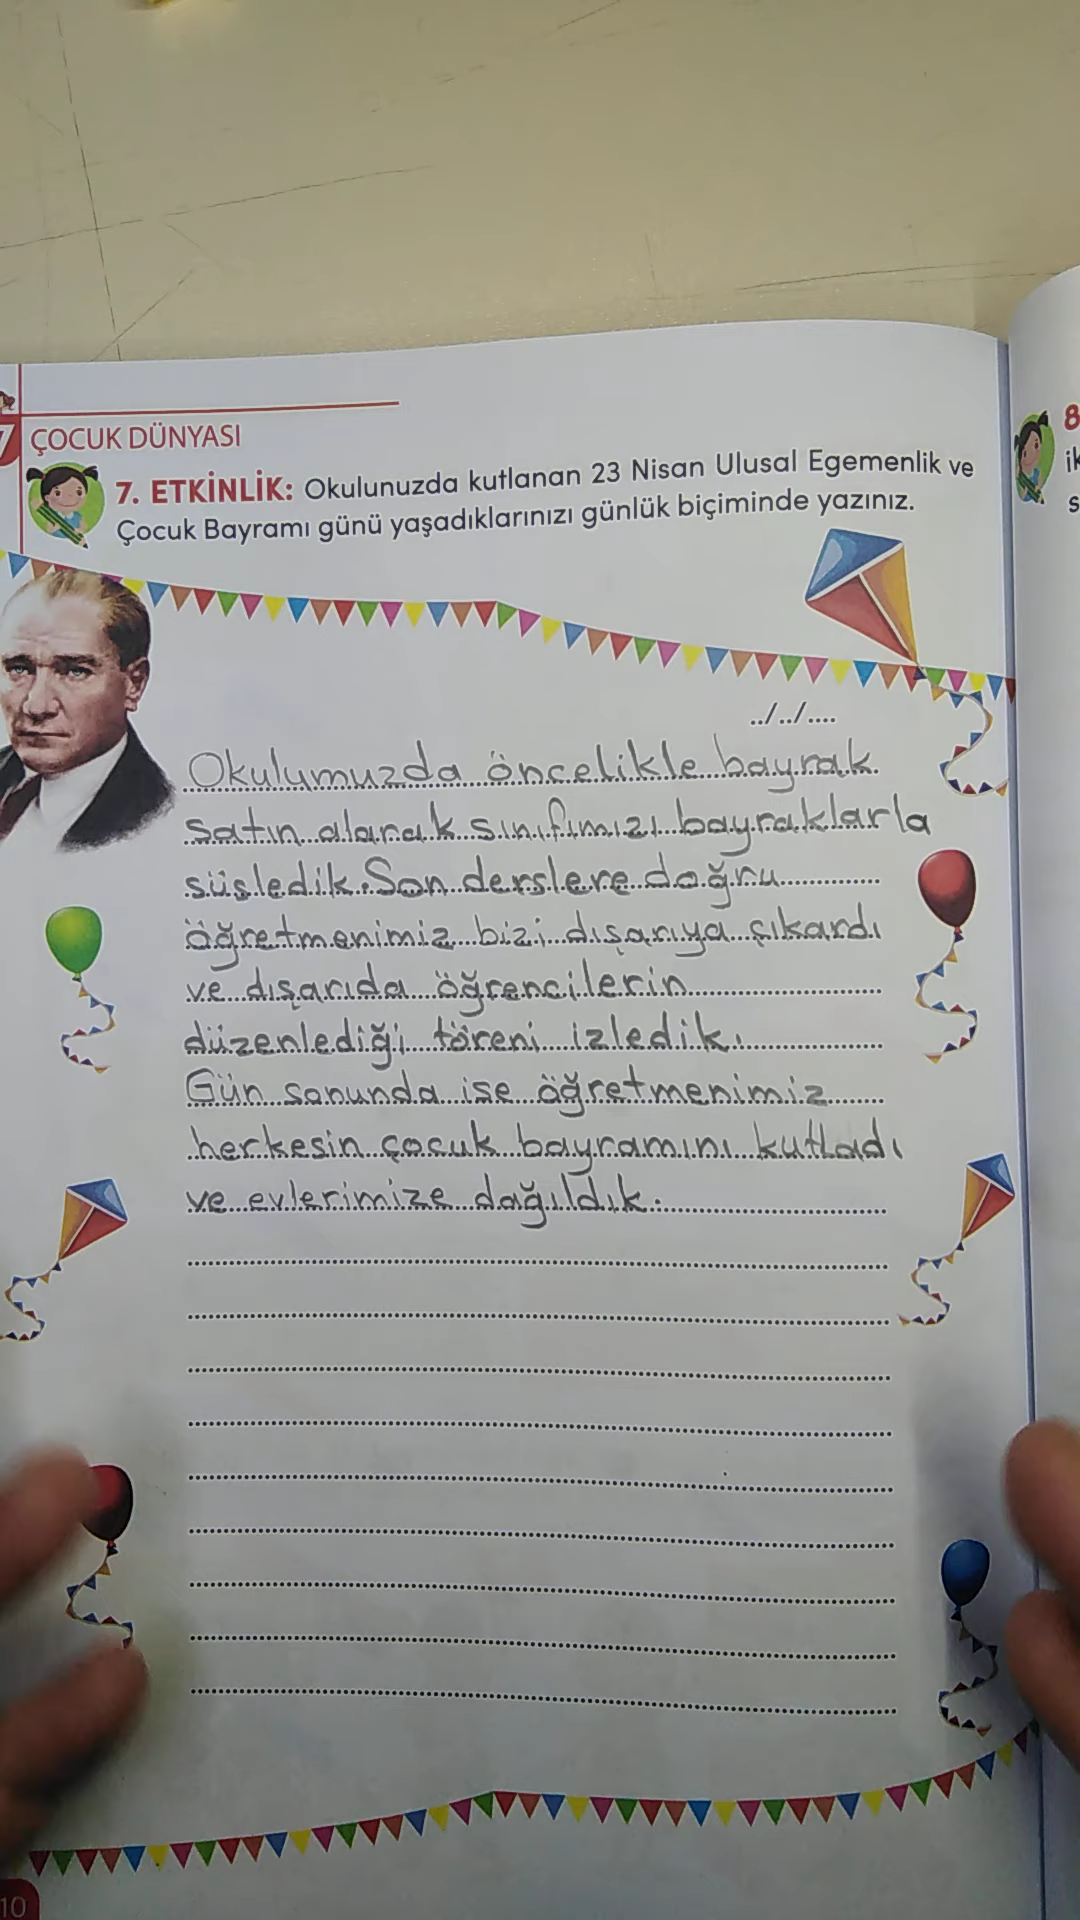 ÇOCUK DÜNYASI
7. ETKİNLİK: Okulunuzda kutlanan 23 Nisan Ulusal Egemenlik ve
Çocuk Bayramı günü yaşadıklarınızı günlük biçiminde yazınız.
../../....
Okulumuzda öncelikle bayrak
satın alarak sınıfımızı bayraklarla
süsledik. Son derslere doğru
öğretmenimiz bizi dışarıya çıkardı
ve dışarıda öğrencilerin
düzenlediği töreni izledik.
Gün sonunda ise öğretmenimiz
herkesin çocuk bayramını kutladı
ve evlerimize dağıldık.
10
7
8